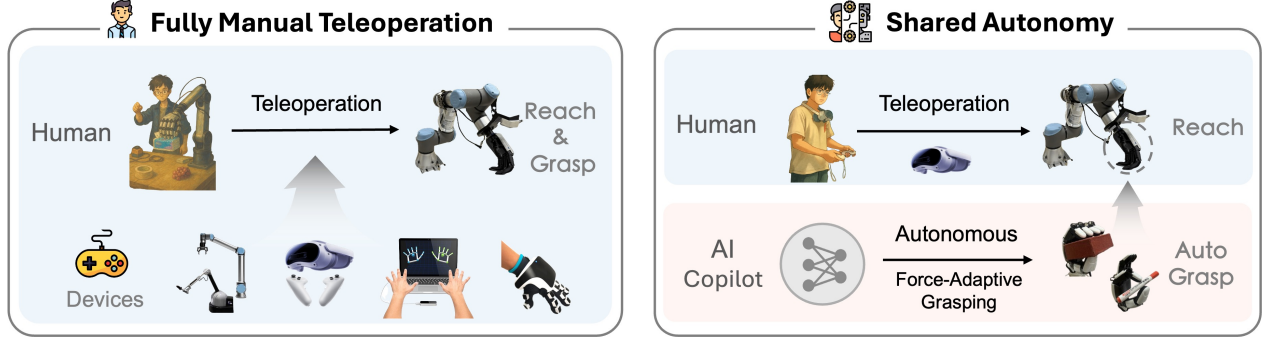 Fully Manual Teleoperation
Human
Teleoperation
Reach
&
Grasp
Devices
Shared Autonomy
Human
Teleoperation
Reach
AI
Copilot
Autonomous
Force-Adaptive
Grasping
Auto
Grasp